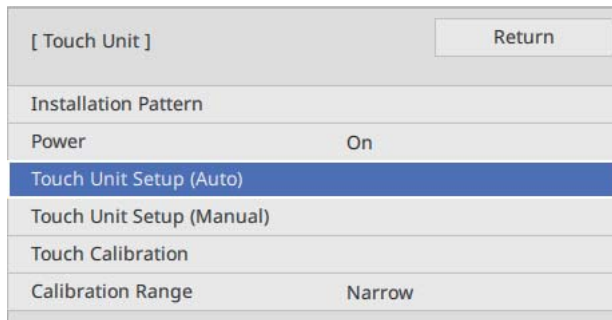 [ Touch Unit ]
Return
Installation Pattern
Power On
Touch Unit Setup (Auto)
Touch Unit Setup (Manual)
Touch Calibration
Calibration Range Narrow